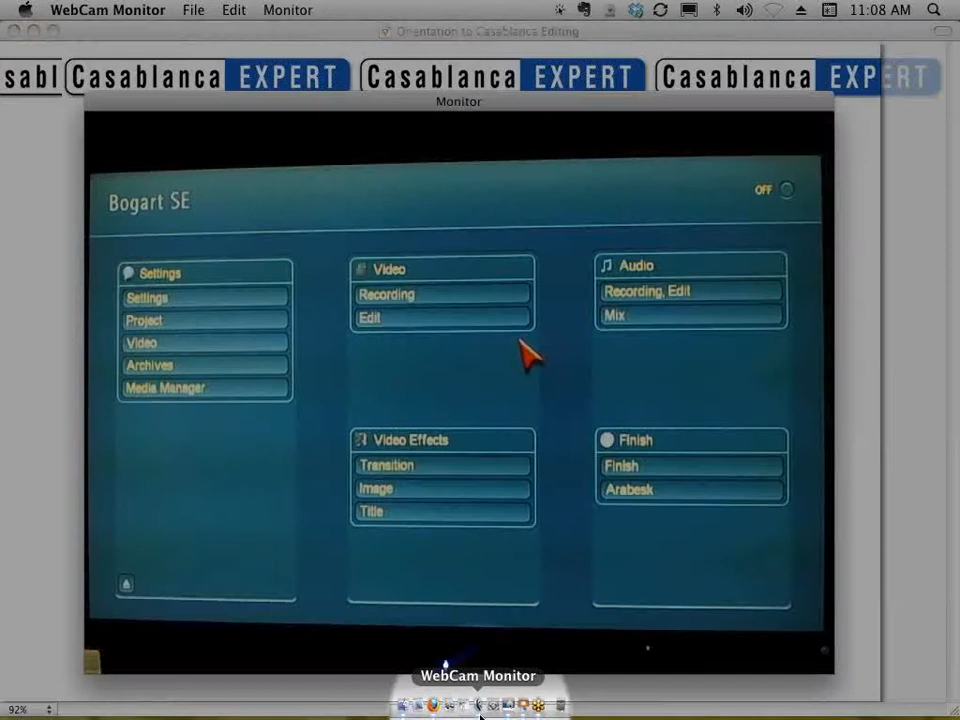 WebCam Monitor File Edit Monitor 11:08 AM
Orientation to Casablanca Editing
sabl Casablanca EXPERT Casablanca EXPERT Casablanca EXPERT
Monitor
Bogart SE
OFF
Settings
Settings
Project
Video
Archives
Media Manager
Video
Recording
Edit
Audio
Recording, Edit
Mix
Video Effects
Transition
Image
Title
Finish
Finish
Arabesk
WebCam Monitor
92%